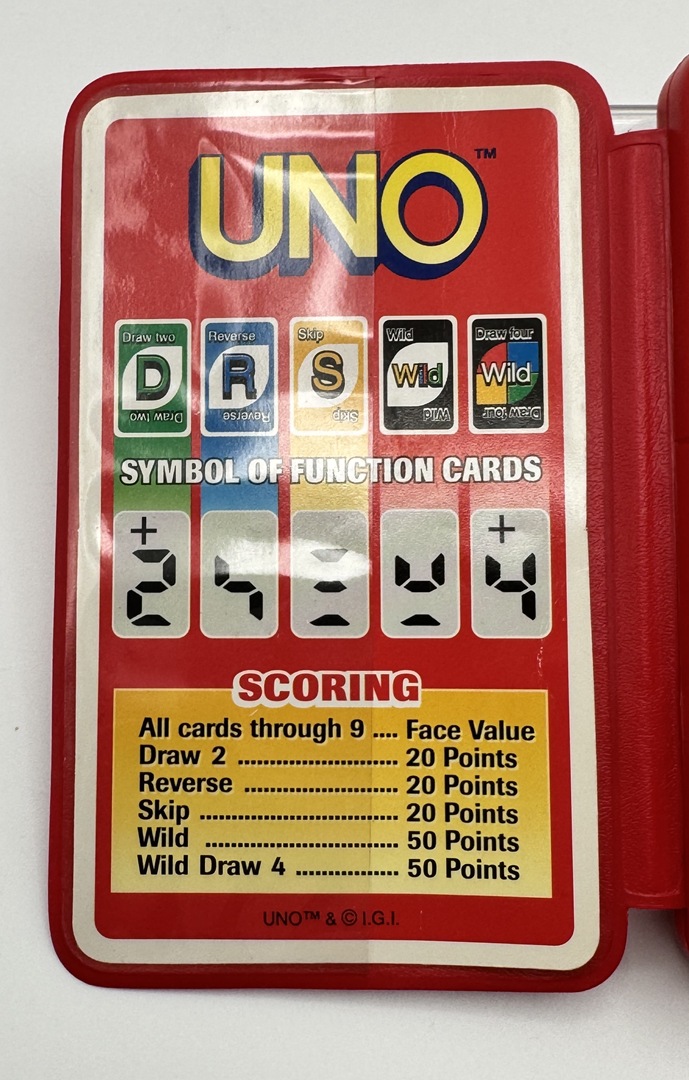 UNO™
Draw two Reverse Skip Wild Draw four
D R S Wild Wild
Draw two Reverse Skip Wild Draw four
SYMBOL OF FUNCTION CARDS
+ +
2 4
SCORING
All cards through 9 .... Face Value
Draw 2 ............................ 20 Points
Reverse ........................... 20 Points
Skip ................................... 20 Points
Wild .................................. 50 Points
Wild Draw 4 .................. 50 Points
UNO™ & © I.G.I.